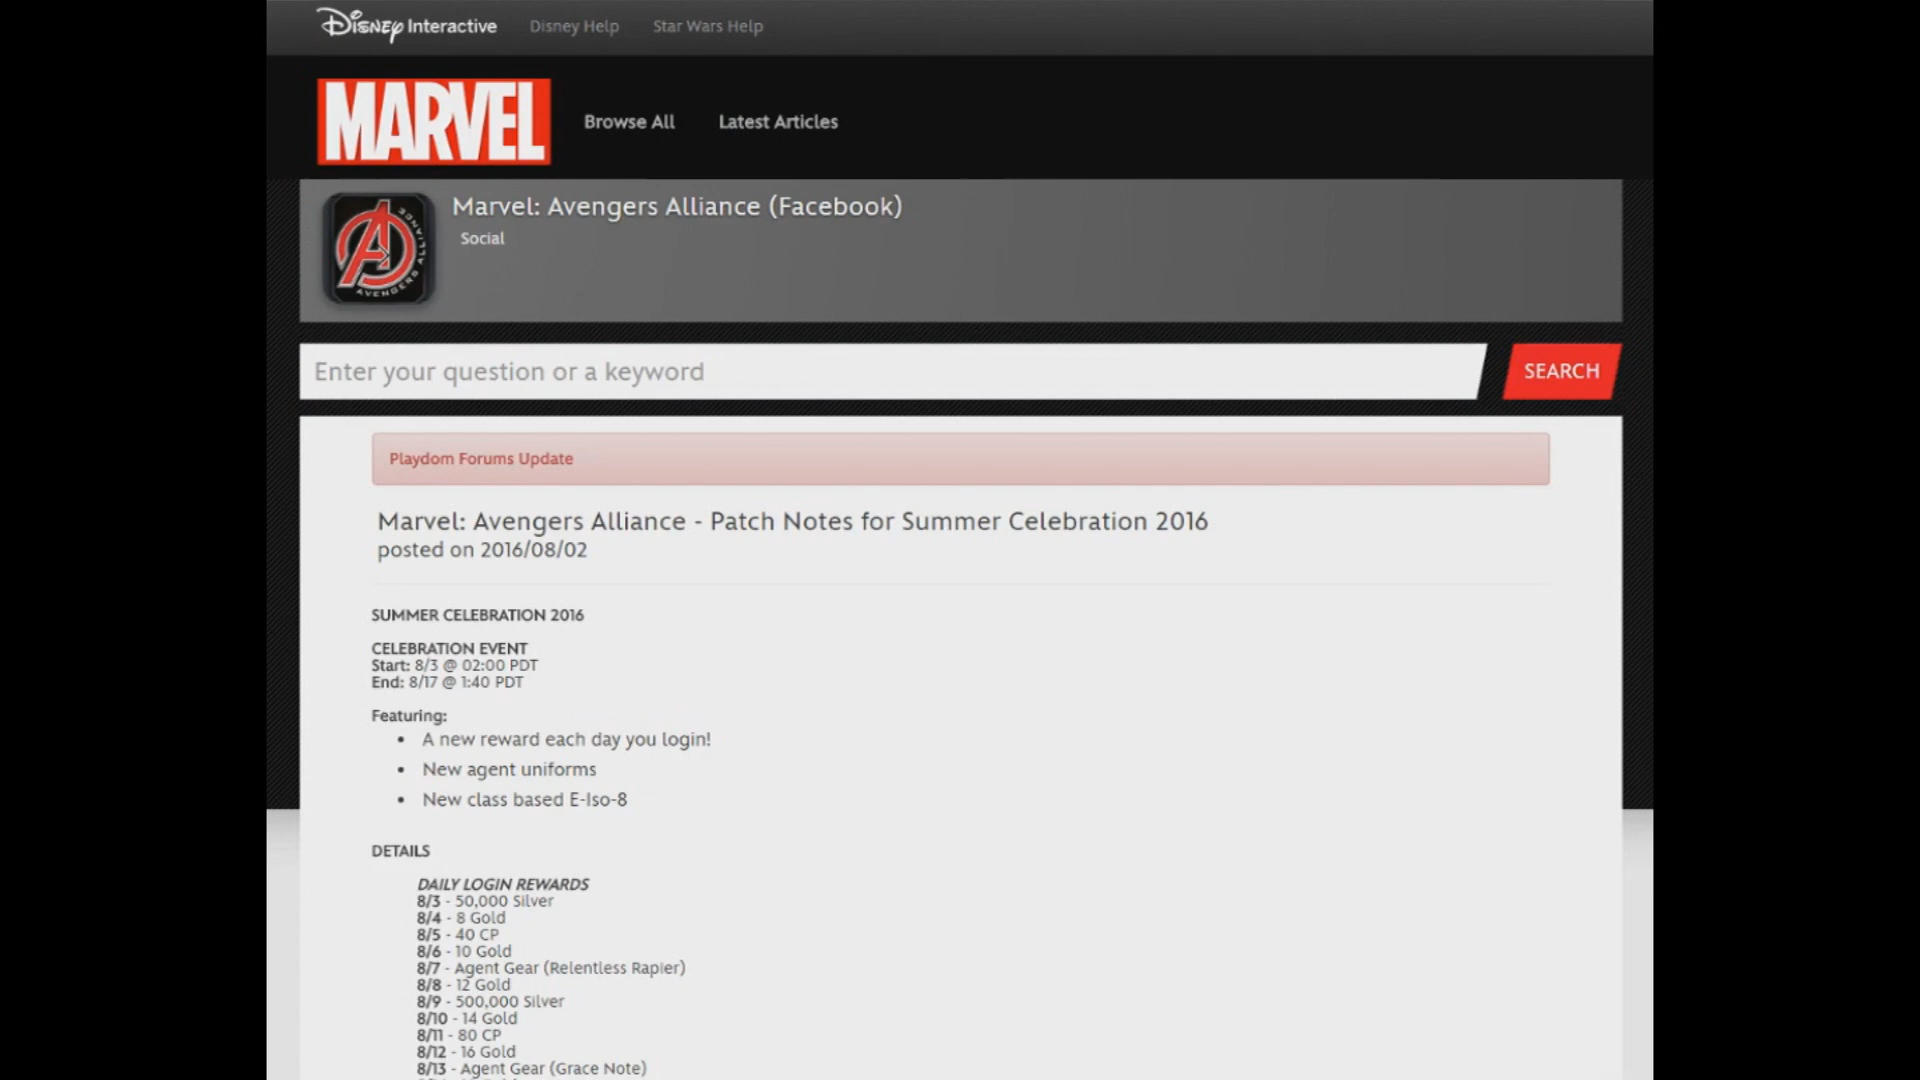 Disney Interactive Disney Help Star Wars Help
MARVEL Browse All Latest Articles
Marvel: Avengers Alliance (Facebook)
Social
AVENGERS ALLIANCE
Enter your question or a keyword SEARCH
Playdom Forums Update
Marvel: Avengers Alliance - Patch Notes for Summer Celebration 2016
posted on 2016/08/02
SUMMER CELEBRATION 2016
CELEBRATION EVENT
Start: 8/3 @ 02:00 PDT
End: 8/17 @ 1:40 PDT
Featuring:
• A new reward each day you login!
• New agent uniforms
• New class based E-Iso-8
DETAILS
DAILY LOGIN REWARDS
8/3 - 50,000 Silver
8/4 - 8 Gold
8/5 - 40 CP
8/6 - 10 Gold
8/7 - Agent Gear (Relentless Rapier)
8/8 - 12 Gold
8/9 - 500,000 Silver
8/10 - 14 Gold
8/11 - 80 CP
8/12 - 16 Gold
8/13 - Agent Gear (Grace Note)